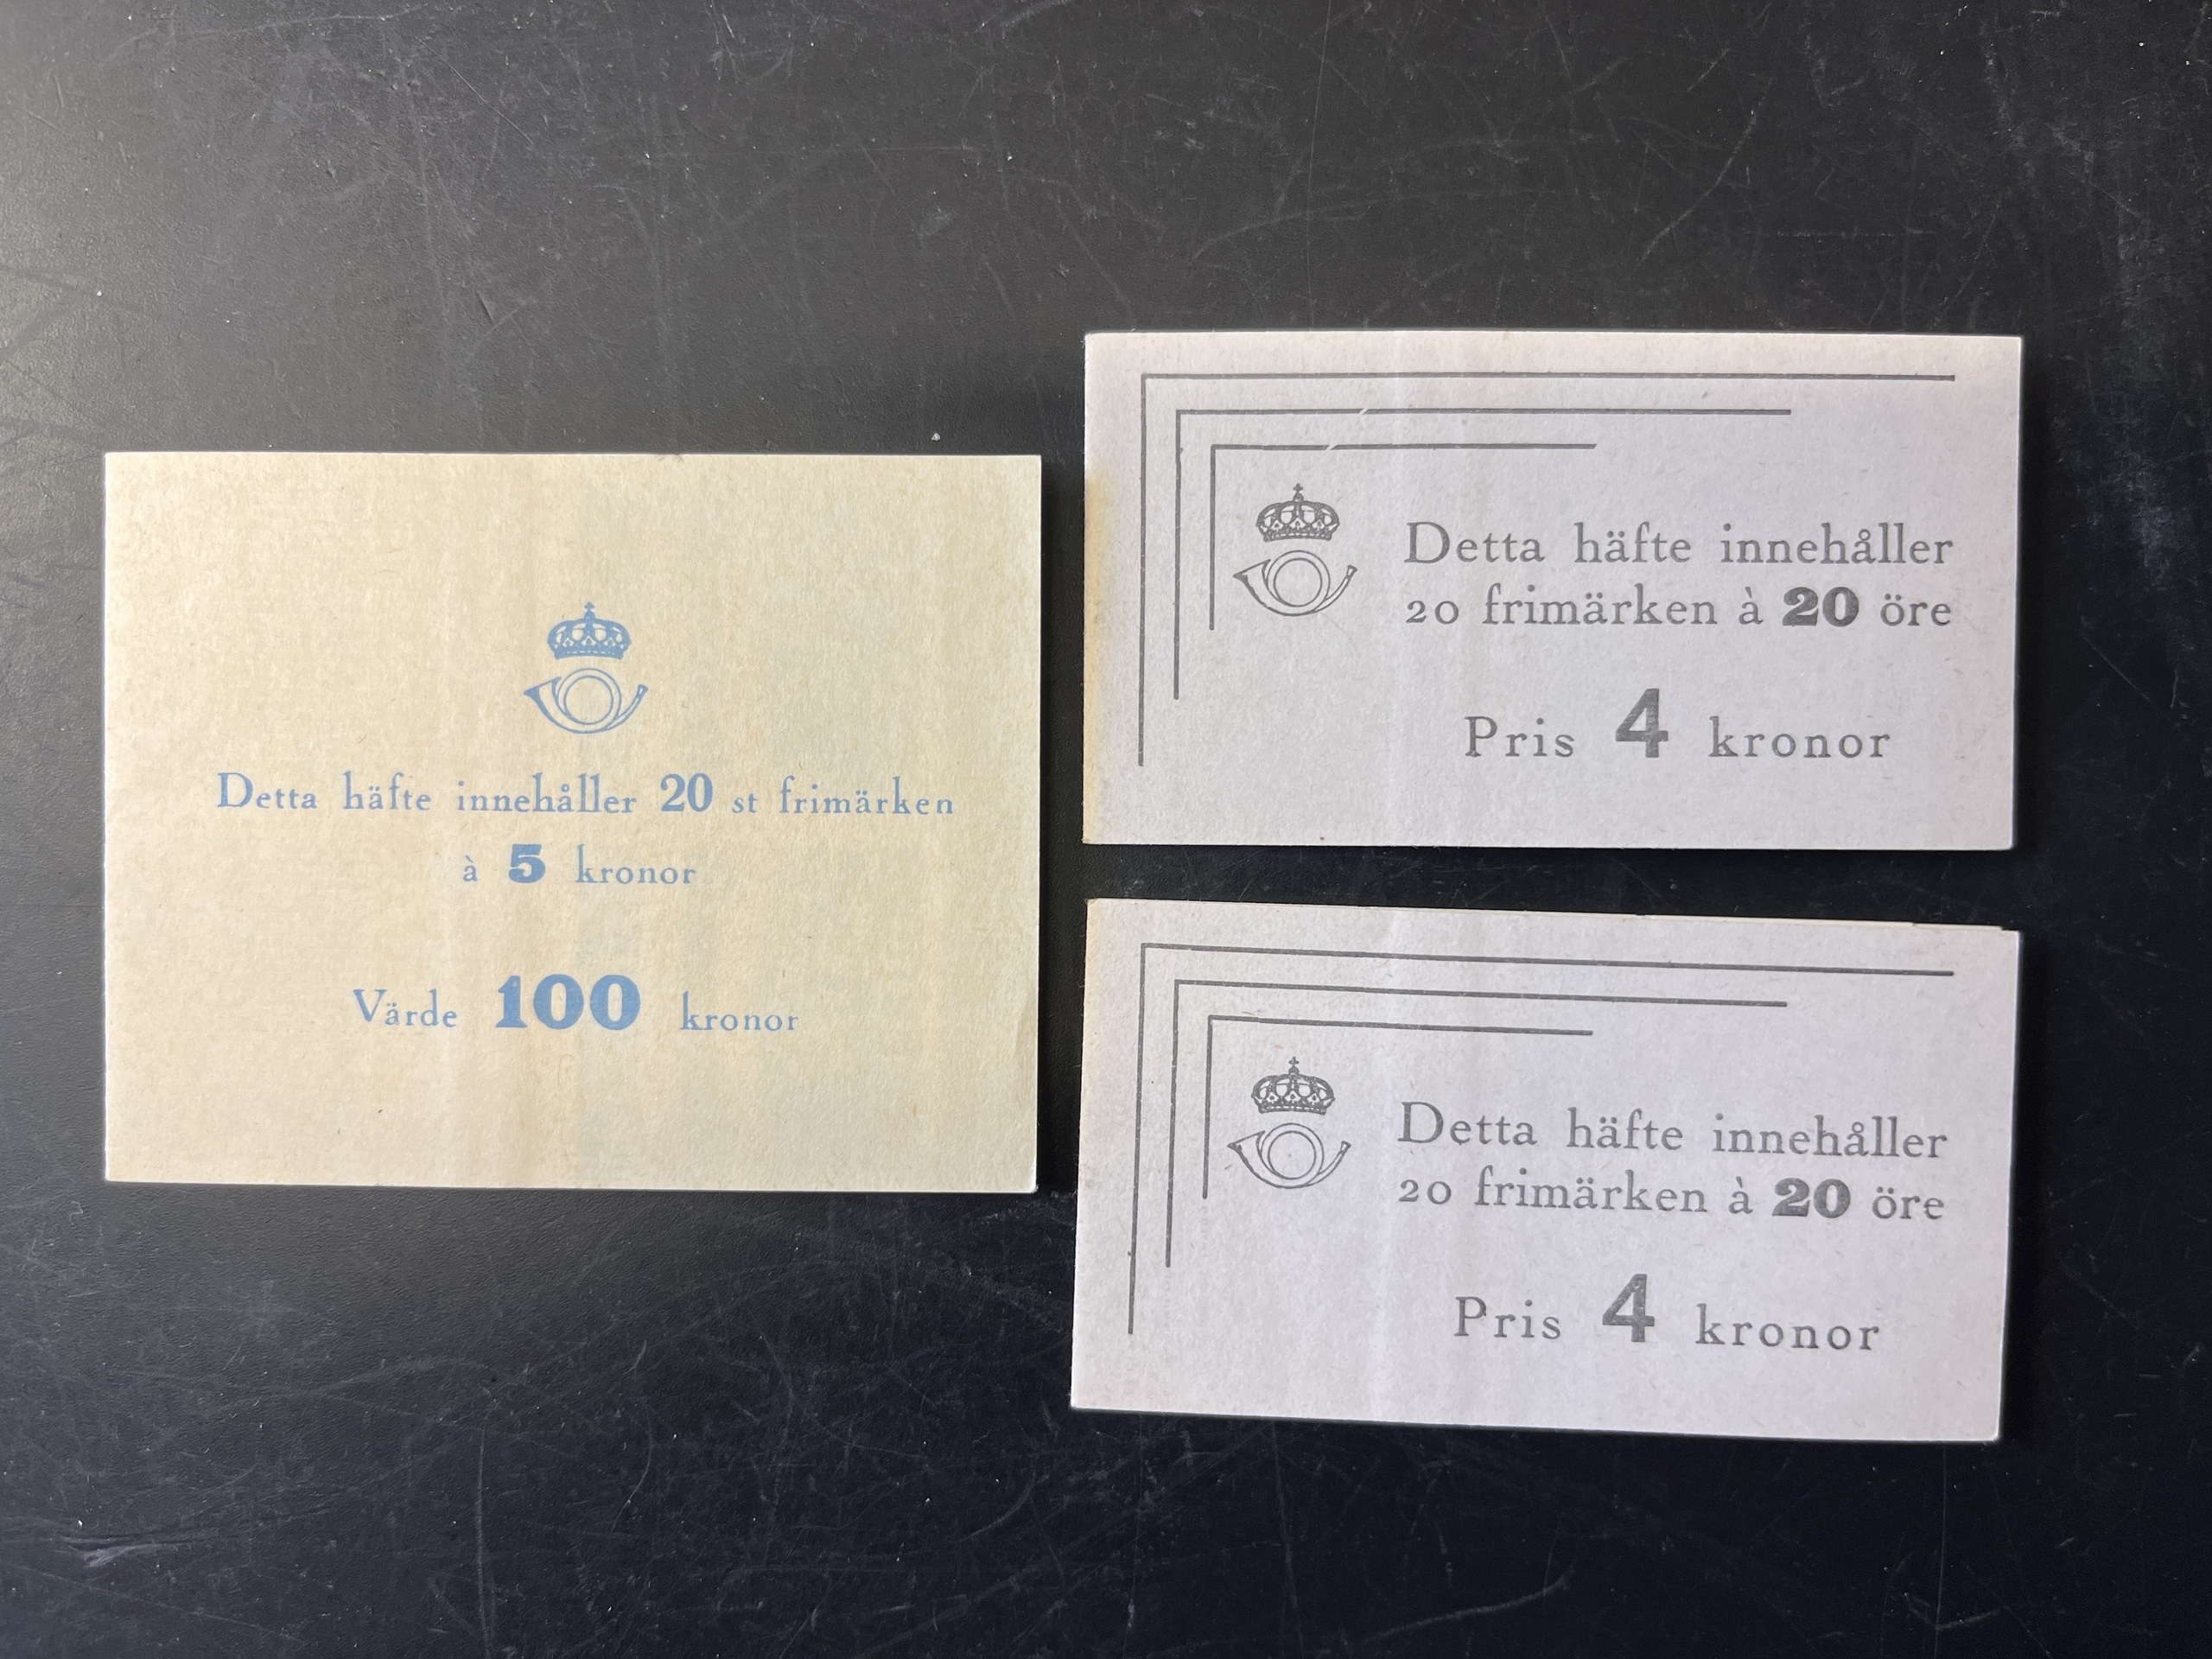 Detta häfte innehåller 20 st frimärken
à 5 kronor
Värde 100 kronor
Detta häfte innehåller
20 frimärken à 20 öre
Pris 4 kronor
Detta häfte innehåller
20 frimärken à 20 öre
Pris 4 kronor